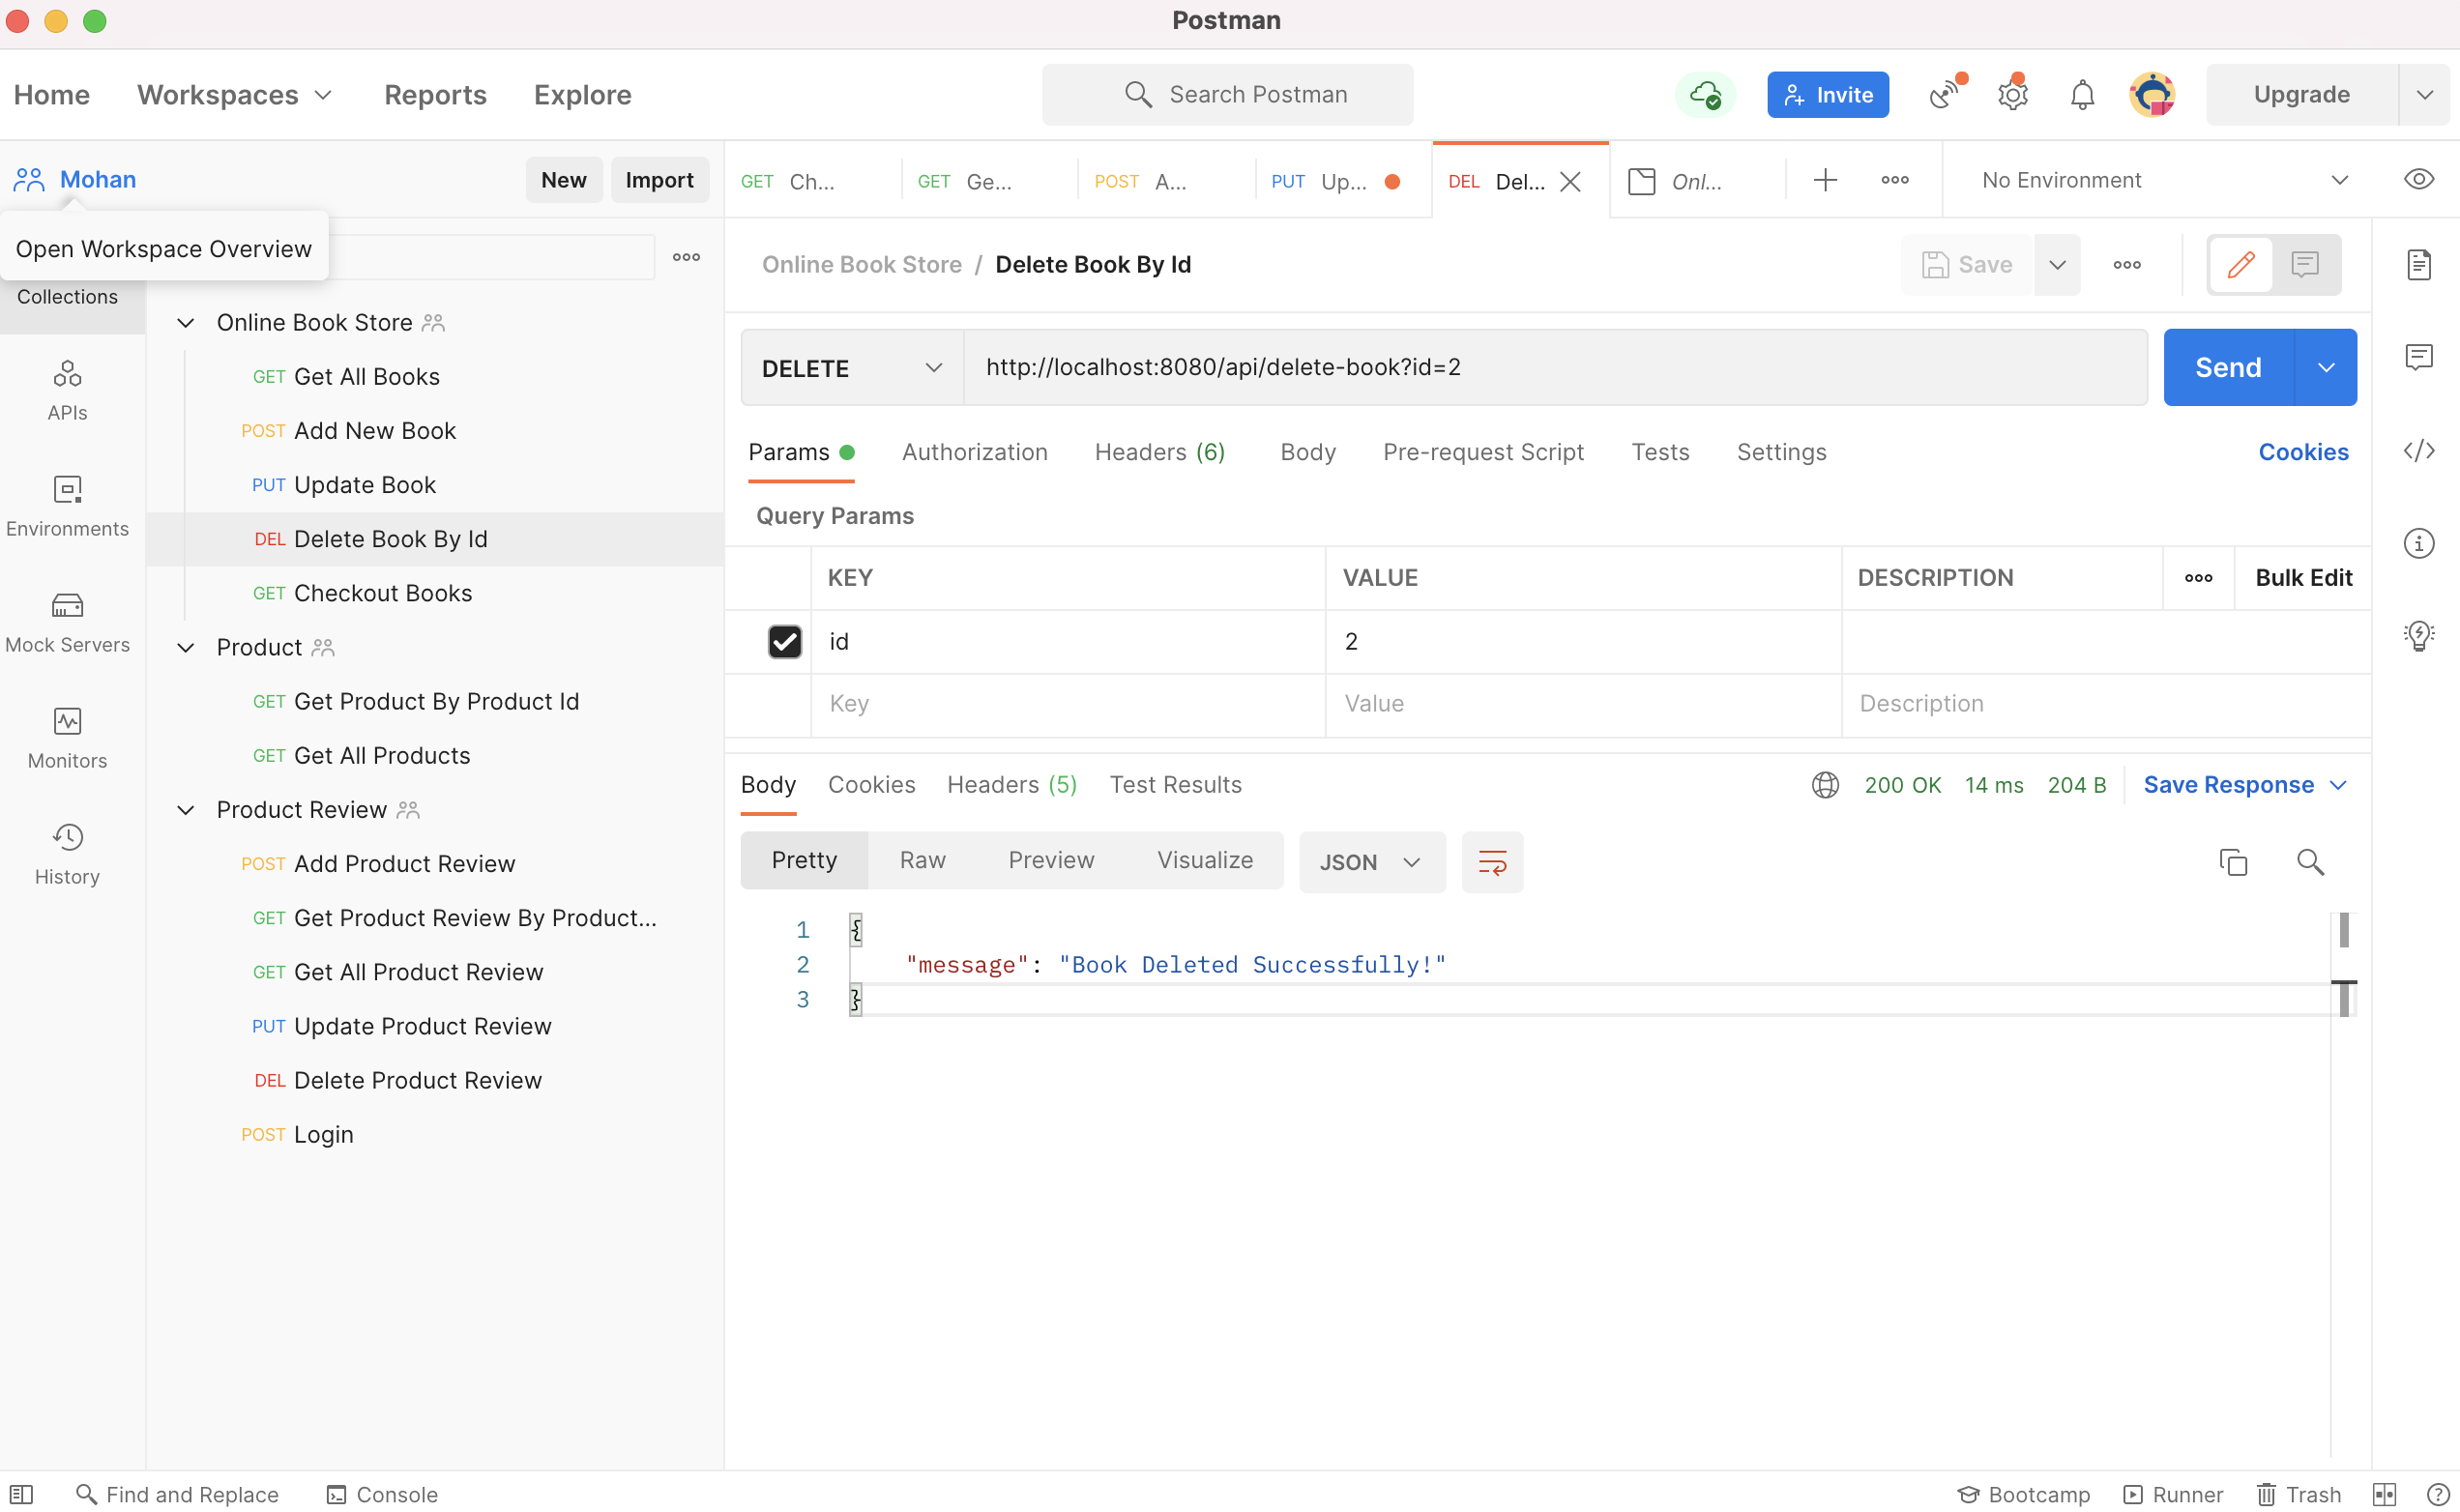 Postman
Home Workspaces Reports Explore Search Postman Invite Upgrade
Mohan New Import GET Ch... GET Ge... POST A... PUT Up... DEL Del... Onl... No Environment
Open Workspace Overview
Online Book Store / Delete Book By Id Save
Collections
APIs
Environments
Mock Servers
Monitors
History
Online Book Store
GET Get All Books
POST Add New Book
PUT Update Book
DEL Delete Book By Id
GET Checkout Books
Product
GET Get Product By Product Id
GET Get All Products
Product Review
POST Add Product Review
GET Get Product Review By Product...
GET Get All Product Review
PUT Update Product Review
DEL Delete Product Review
POST Login
DELETE http://localhost:8080/api/delete-book?id=2 Send
Params Authorization Headers (6) Body Pre-request Script Tests Settings Cookies
Query Params
KEY VALUE DESCRIPTION Bulk Edit
id 2
Key Value Description
Body Cookies Headers (5) Test Results 200 OK 14 ms 204 B Save Response
Pretty Raw Preview Visualize JSON
1 {
2 "message": "Book Deleted Successfully!"
3 }
Find and Replace Console Bootcamp Runner Trash